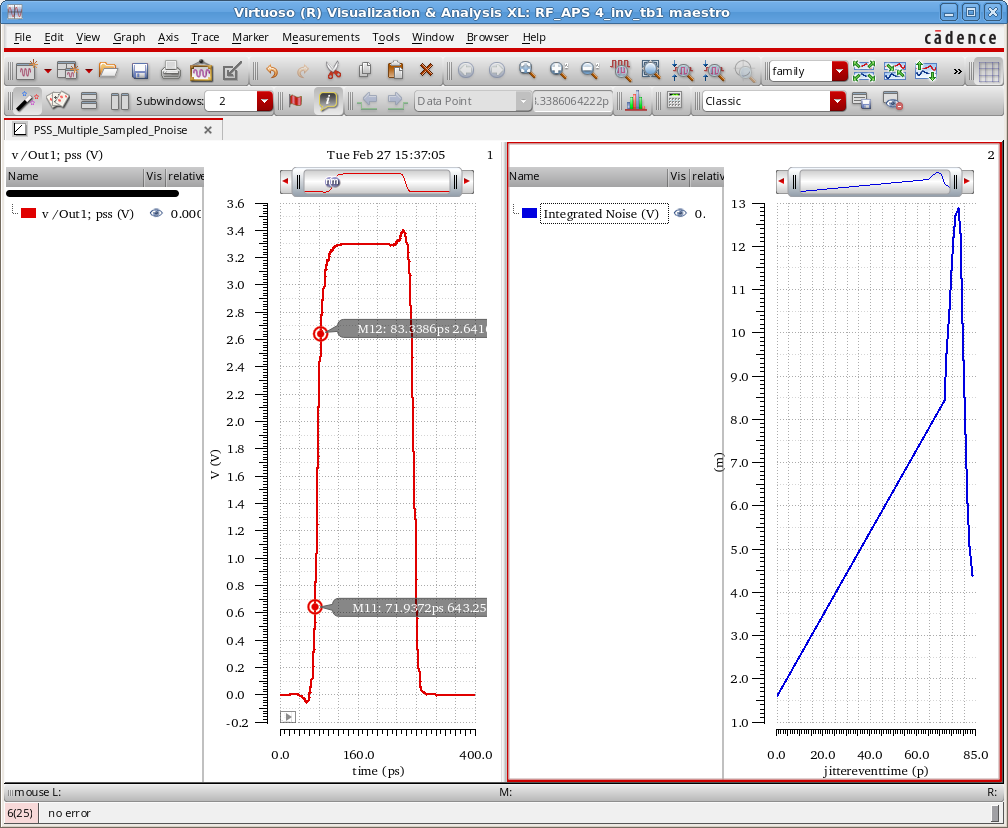 Virtuoso (R) Visualization & Analysis XL: RF_APS 4_inv_tb1 maestro
File Edit View Graph Axis Trace Marker Measurements Tools Window Browser Help
cādence
family
»
Subwindows: 2
Data Point
.3386064222p
Classic
PSS_Multiple_Sampled_Pnoise
v /Out1; pss (V)
Tue Feb 27 15:37:05
1
Name Vis relative
v /Out1; pss (V) 0.000
3.6
3.4
3.2
3.0
2.8
2.6
2.4
2.2
2.0
1.8
1.6
1.4
1.2
1.0
0.8
0.6
0.4
0.2
0.0
-0.2
V (V)
M12: 83.3386ps 2.641
M11: 71.9372ps 643.25
0.0 160.0 400.0
time (ps)
2
Name Vis relativ
Integrated Noise (V) 0.
13
12
11
10
9.0
8.0
7.0
6.0
5.0
4.0
3.0
2.0
1.0
(m)
0.0 20.0 40.0 60.0 85.0
jittereventtime (p)
mouse L: M: R:
6(25) no error